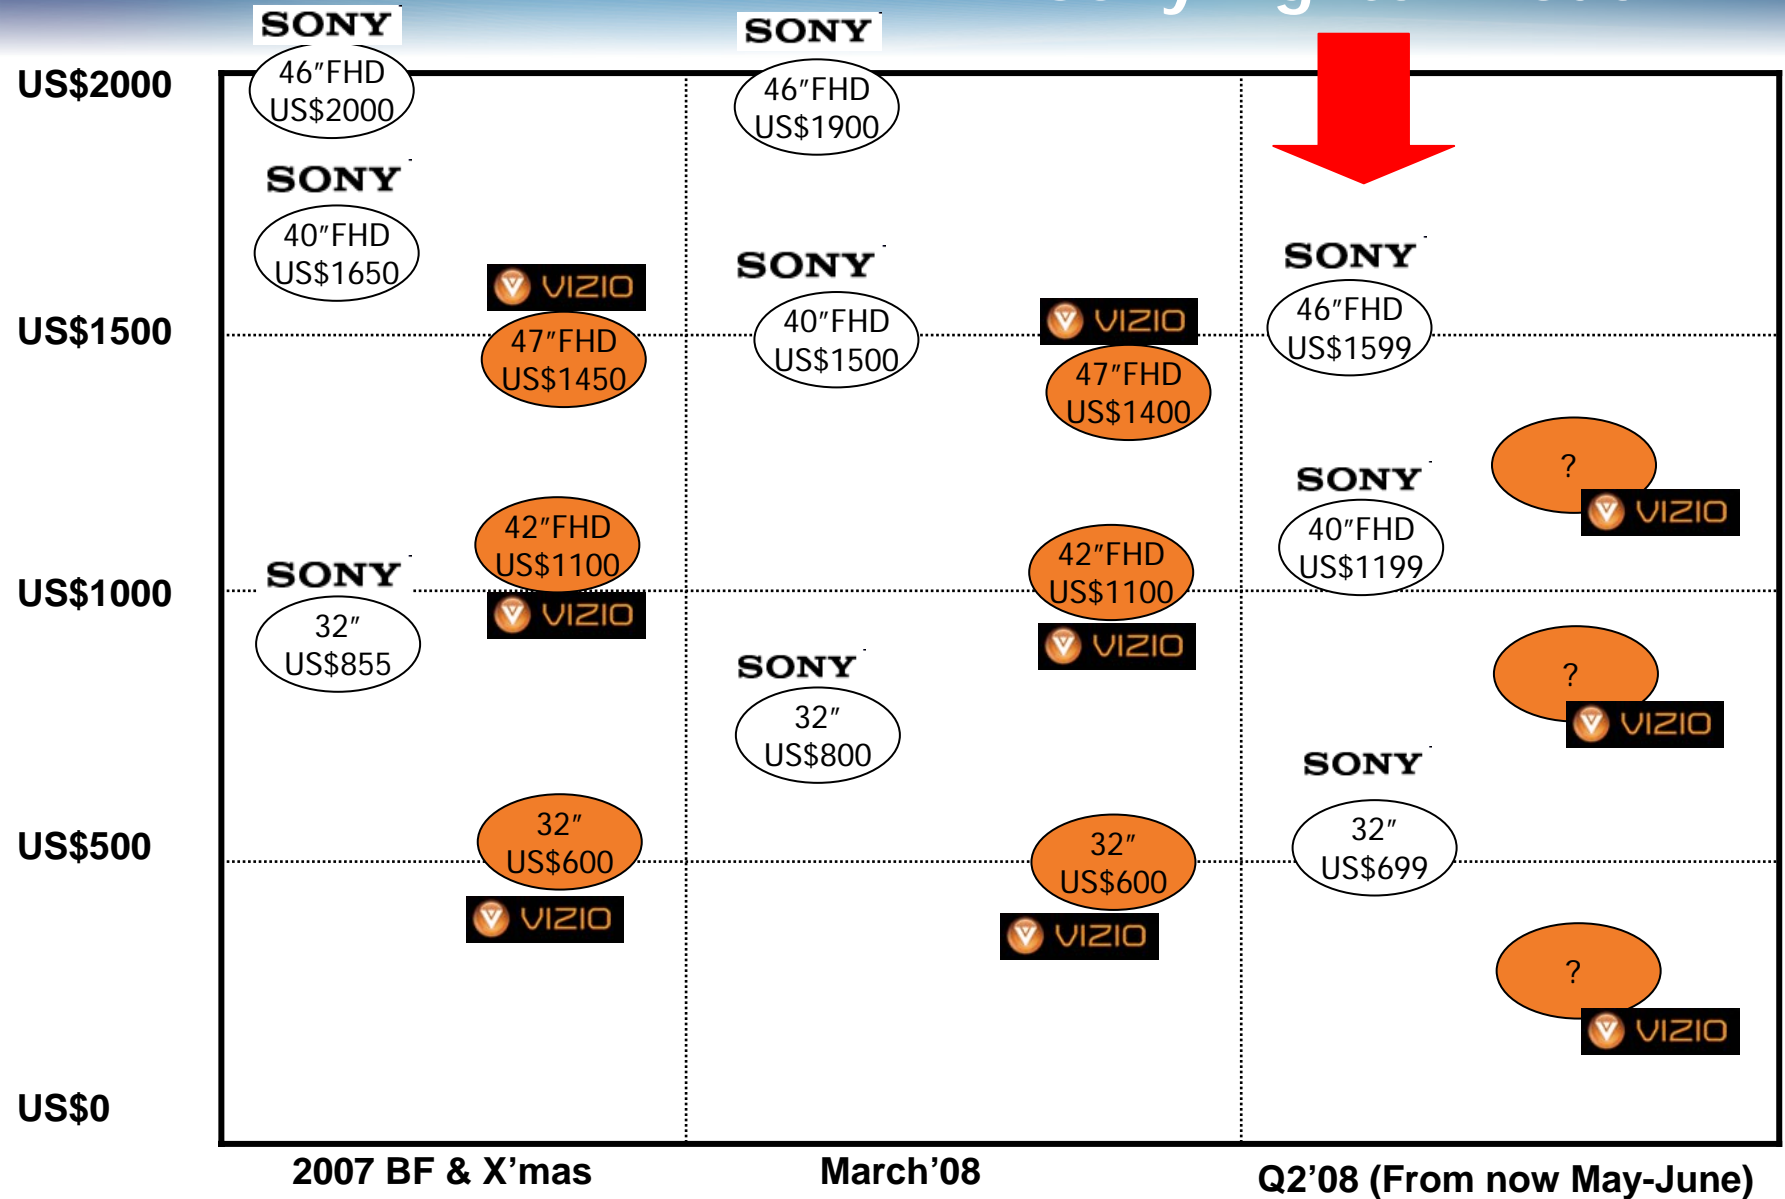 US$2000
US$1500
US$1000
US$500
US$0
SONY
46"FHD
US$2000
SONY
40"FHD
US$1650
VIZIO
47"FHD
US$1450
42"FHD
US$1100
VIZIO
SONY
32"
US$855
32"
US$600
VIZIO
2007 BF & X'mas
SONY
46"FHD
US$1900
SONY
40"FHD
US$1500
VIZIO
47"FHD
US$1400
42"FHD
US$1100
VIZIO
SONY
32"
US$800
32"
US$600
VIZIO
March'08
SONY
46"FHD
US$1599
?
VIZIO
SONY
40"FHD
US$1199
?
VIZIO
SONY
32"
US$699
?
VIZIO
Q2'08 (From now May-June)